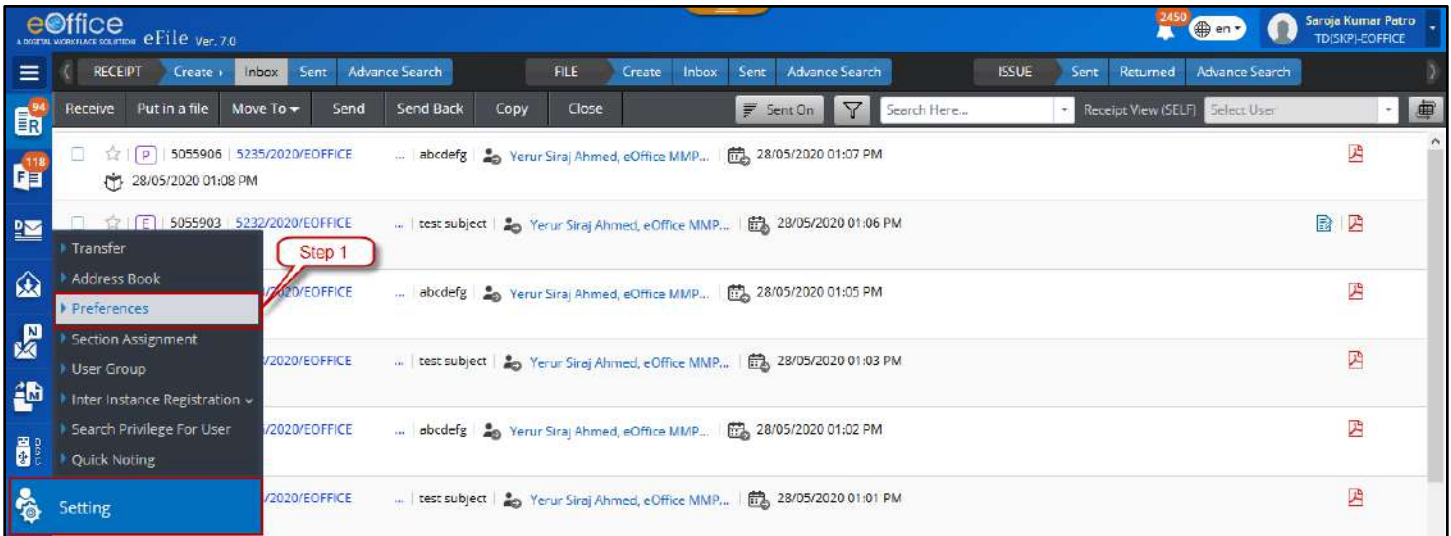 eOffice
A DIGITAL WORKPLACE SOLUTION eFile Ver. 7.0
2450 en Saroja Kumar Patro
TD(SKP)-EOFFICE
RECEIPT Create Inbox Sent Advance Search FILE Create Inbox Sent Advance Search ISSUE Sent Returned Advance Search
94 R Receive Put in a file Move To Send Send Back Copy Close Sent On Search Here... Receipt View (SELF) Select User
P 5055906 5235/2020/EOFFICE ... abcdefg Yerur Siraj Ahmed, eOffice MMP... 28/05/2020 01:07 PM
118 F 28/05/2020 01:08 PM
E 5055903 5232/2020/EOFFICE ... test subject Yerur Siraj Ahmed, eOffice MMP... 28/05/2020 01:06 PM
D
Transfer
Step 1
Address Book
/2020/EOFFICE ... abcdefg Yerur Siraj Ahmed, eOffice MMP... 28/05/2020 01:05 PM
Preferences
N
Section Assignment
/2020/EOFFICE ... test subject Yerur Siraj Ahmed, eOffice MMP... 28/05/2020 01:03 PM
User Group
M Inter Instance Registration
Search Privilege For User /2020/EOFFICE ... abcdefg Yerur Siraj Ahmed, eOffice MMP... 28/05/2020 01:02 PM
DSC
Quick Noting
Setting /2020/EOFFICE ... test subject Yerur Siraj Ahmed, eOffice MMP... 28/05/2020 01:01 PM